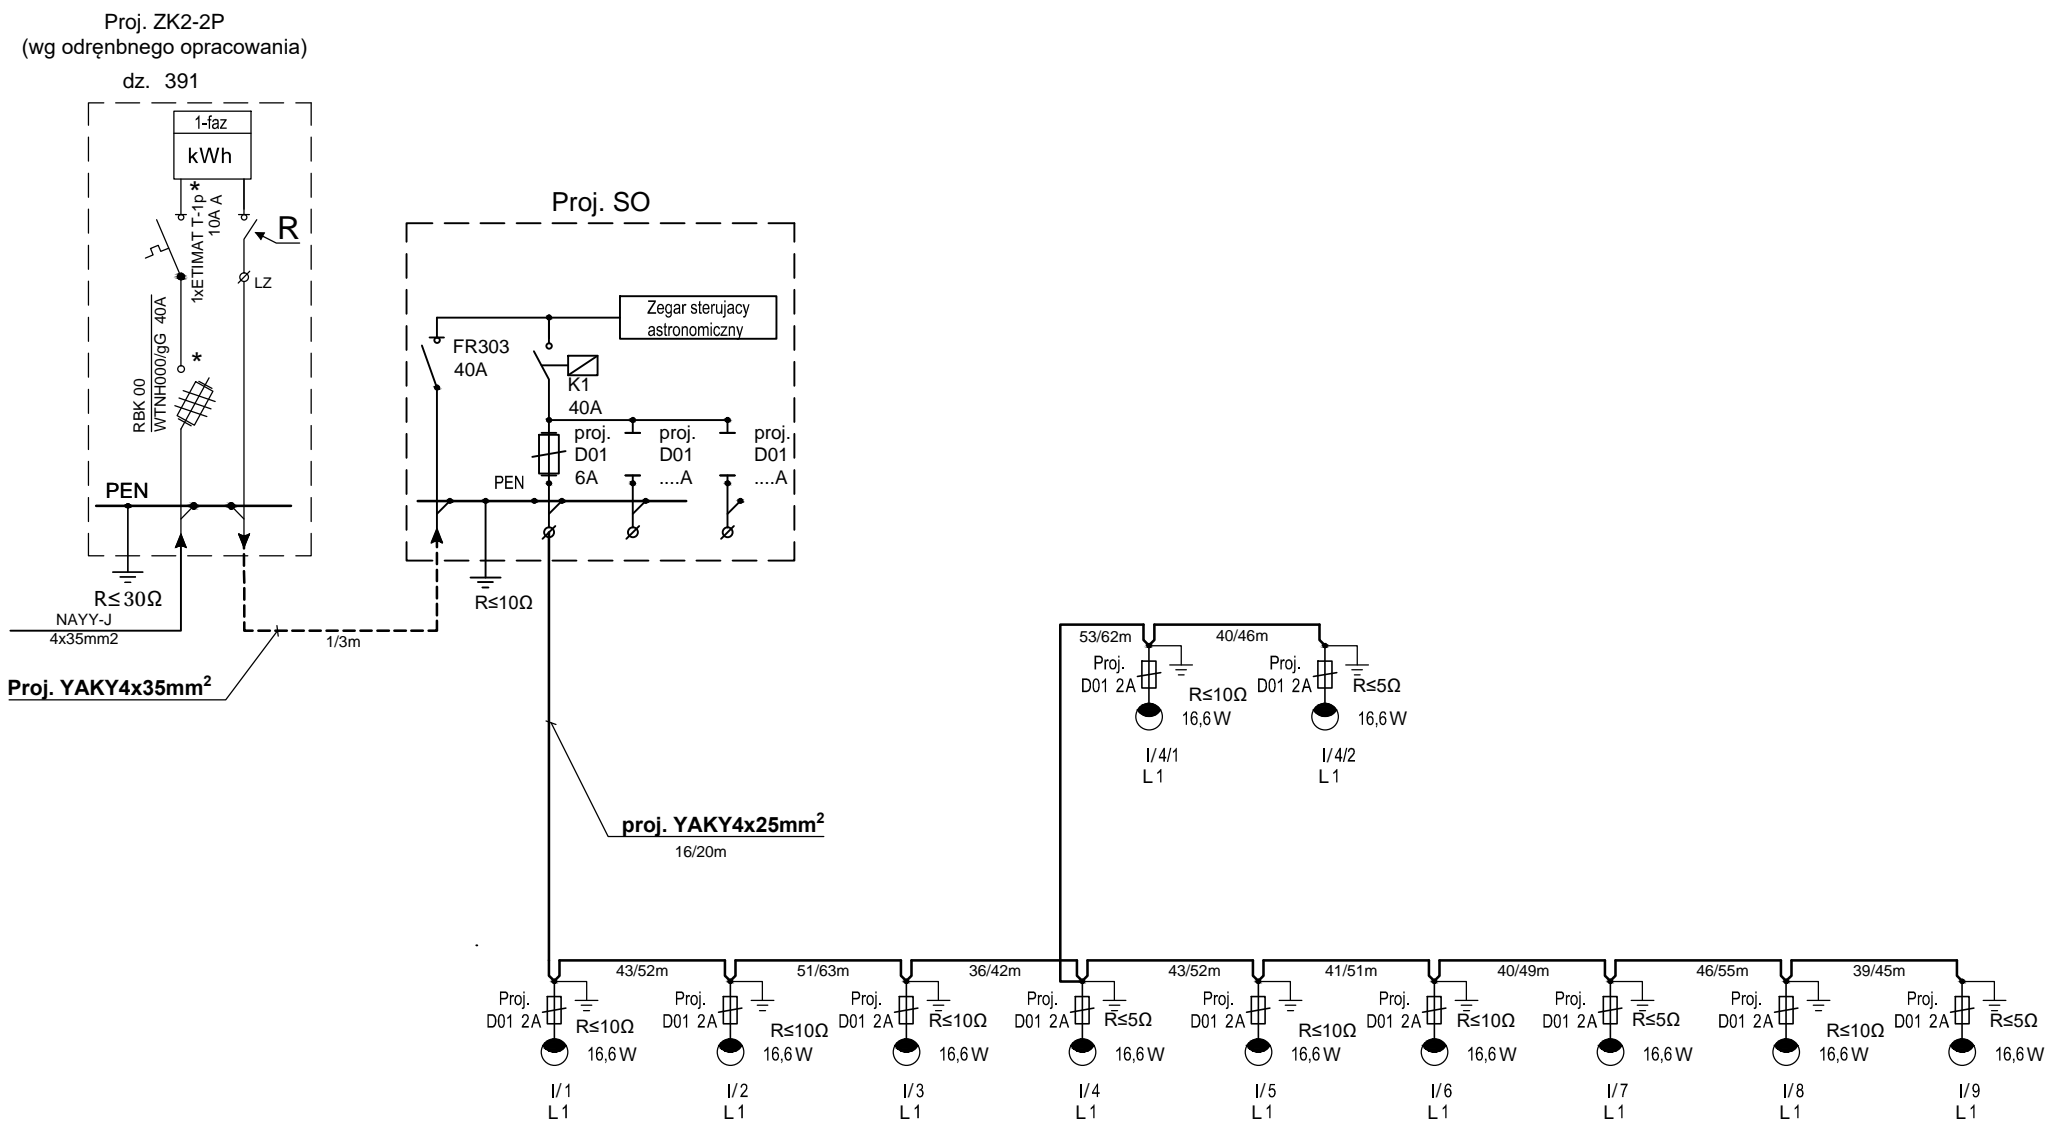 Proj. ZK2-2P
(wg odręnbnego opracowania)
dz. 391
1-faz
kWh
*
1xETIMAT T-1p
10A A
R
LZ
RBK 00
WTNH000/gG 40A
*
PEN
R≤30Ω
NAYY-J
4x35mm2
1/3m
Proj. YAKY4x35mm²
Proj. SO
Zegar sterujacy
astronomiczny
FR303
40A
K1
40A
proj.
D01
6A
proj.
D01
....A
proj.
D01
....A
PEN
R≤10Ω
proj. YAKY4x25mm²
16/20m
53/62m
40/46m
Proj.
D01 2A
R≤10Ω
16,6 W
I/4/1
L1
Proj.
D01 2A
R≤5Ω
16,6 W
I/4/2
L1
43/52m
51/63m
36/42m
43/52m
41/51m
40/49m
46/55m
39/45m
Proj.
D01 2A
R≤10Ω
16,6 W
I/1
L1
Proj.
D01 2A
R≤10Ω
16,6 W
I/2
L1
Proj.
D01 2A
R≤10Ω
16,6 W
I/3
L1
Proj.
D01 2A
R≤5Ω
16,6 W
I/4
L1
Proj.
D01 2A
R≤10Ω
16,6 W
I/5
L1
Proj.
D01 2A
R≤10Ω
16,6 W
I/6
L1
Proj.
D01 2A
R≤5Ω
16,6 W
I/7
L1
Proj.
D01 2A
R≤10Ω
16,6 W
I/8
L1
Proj.
D01 2A
R≤5Ω
16,6 W
I/9
L1